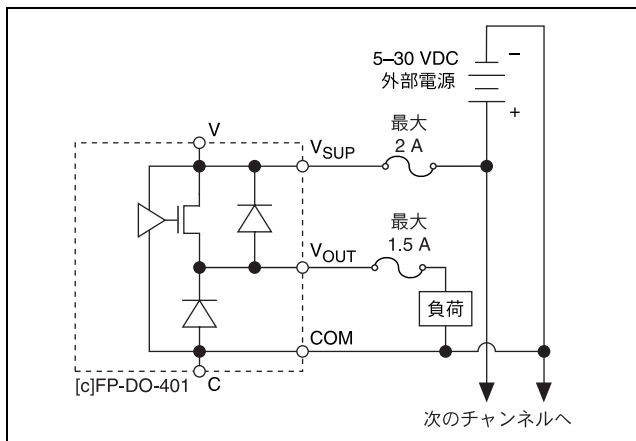 5–30 VDC
外部電源
–
+
V
VSUP
最大
2 A
VOUT
最大
1.5 A
負荷
COM
C
[c]FP-DO-401
次のチャンネルへ